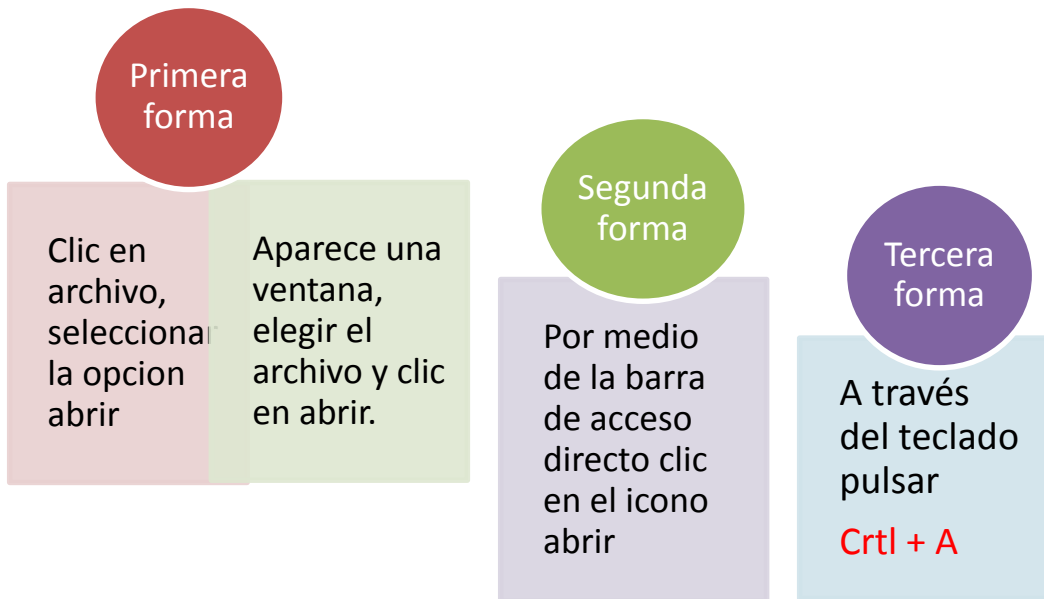 Primera
forma
Clic en
archivo,
seleccionar
la opcion
abrir
Aparece una
ventana,
elegir el
archivo y clic
en abrir.
Segunda
forma
Por medio
de la barra
de acceso
directo clic
en el icono
abrir
Tercera
forma
A través
del teclado
pulsar
Crtl + A